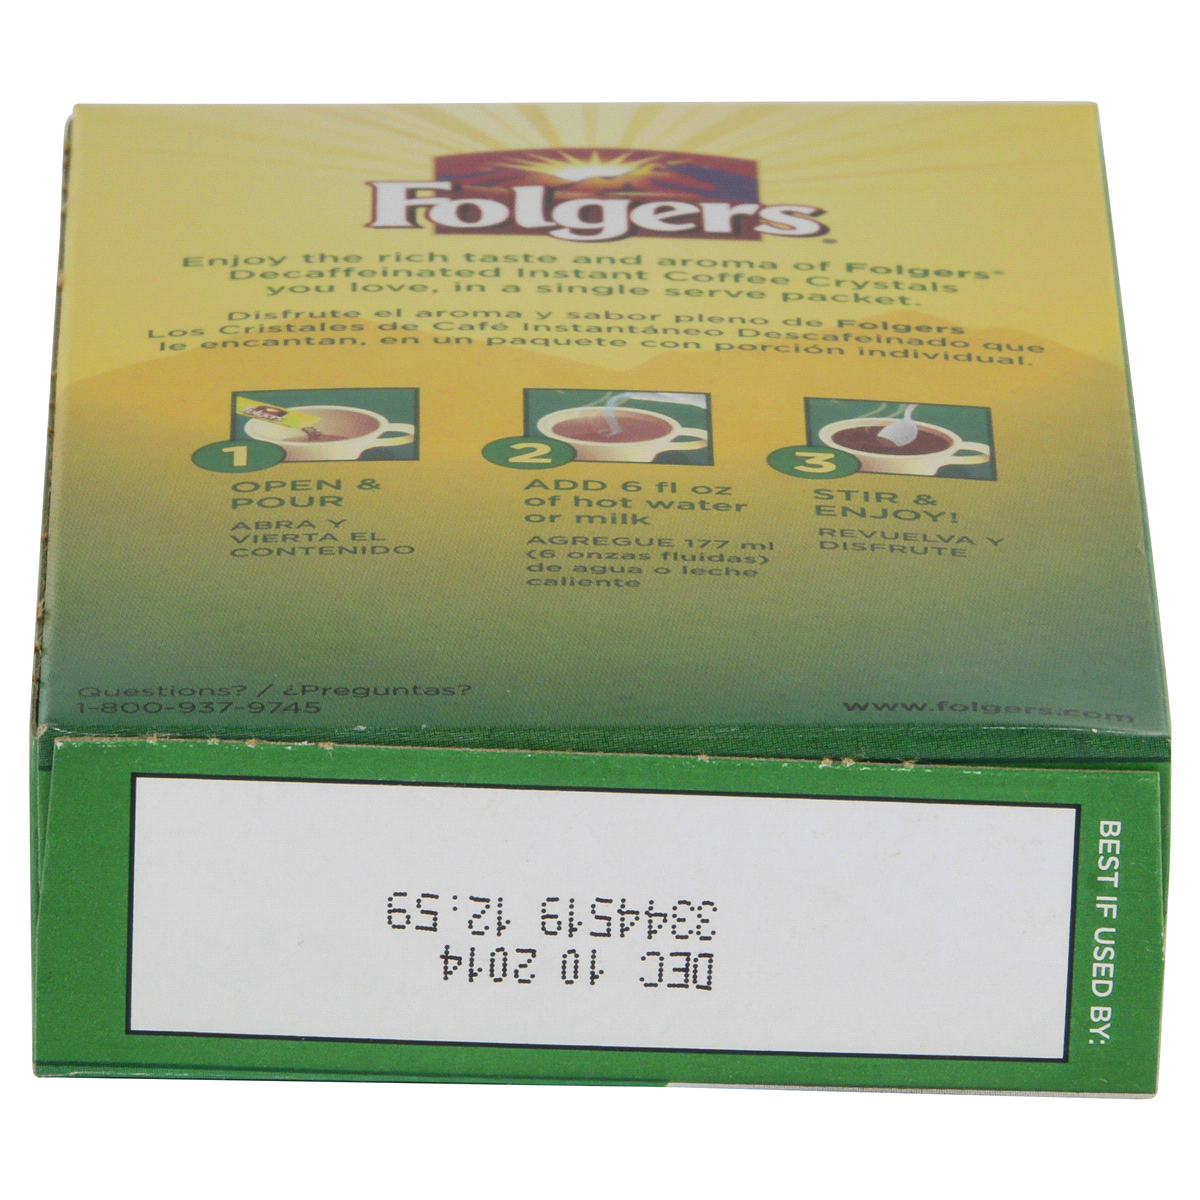 Folgers
Enjoy the rich taste and aroma of Folgers®
Decaffeinated Instant Coffee Crystals
you love, in a single serve packet.
Disfrute el aroma y sabor pleno de Folgers
Los Cristales de Café Instantáneo Descafeinado que
le encantan, en un paquete con porción individual.
Folgers
1
OPEN &
POUR
ABRA Y
VIERTA EL
CONTENIDO
2
ADD 6 fl oz
of hot water
or milk
AGREGUE 177 ml
(6 onzas fluidas)
de agua o leche
caliente
3
STIR &
ENJOY!
REVUELVA Y
DISFRUTE
Questions? / ¿Preguntas?
1-800-937-9745
www.folgers.com
BEST IF USED BY:
DEC 10 2014
3344519 12:59